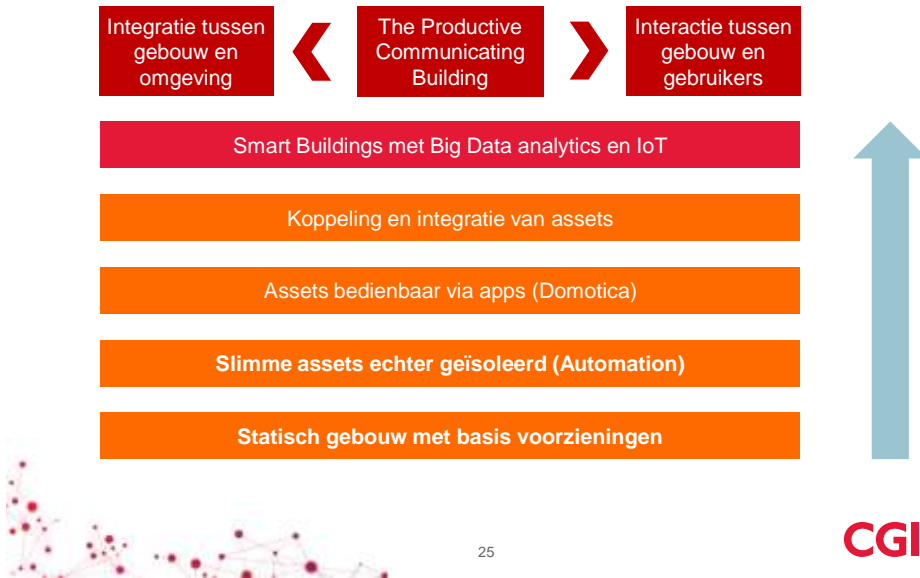 Integratie tussen
gebouw en
omgeving
The Productive
Communicating
Building
Interactie tussen
gebouw en
gebruikers
Smart Buildings met Big Data analytics en IoT
Koppeling en integratie van assets
Assets bedienbaar via apps (Domotica)
Slimme assets echter geïsoleerd (Automation)
Statisch gebouw met basis voorzieningen
25
CGI